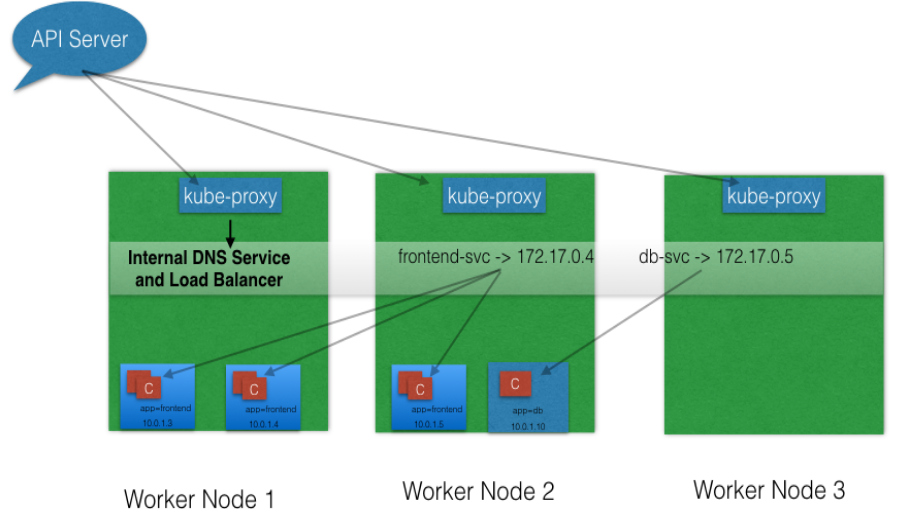 API Server
kube-proxy
kube-proxy
kube-proxy
Internal DNS Service
and Load Balancer
frontend-svc -> 172.17.0.4
db-svc -> 172.17.0.5
C
app=frontend
10.0.1.3
C
app=frontend
10.0.1.4
C
app=frontend
10.0.1.5
C
app=db
10.0.1.10
Worker Node 1
Worker Node 2
Worker Node 3